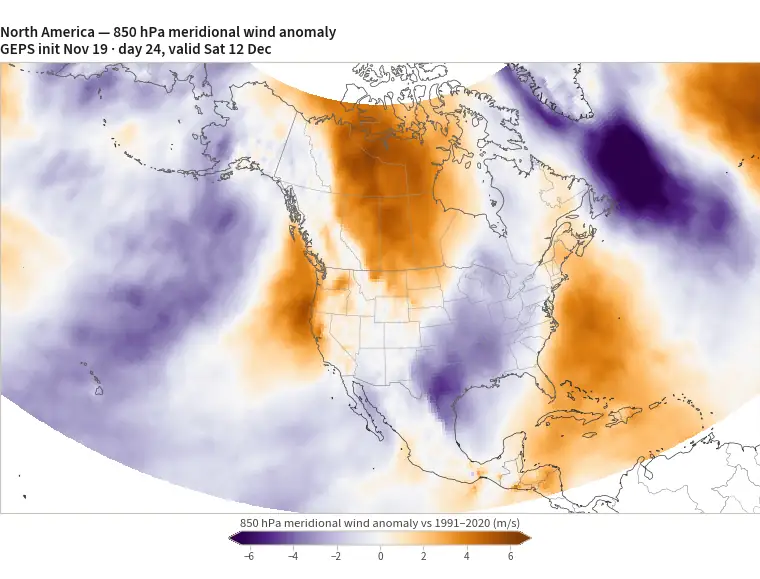 North America — 850 hPa meridional wind anomaly
GEPS init Nov 19 · day 24, valid Sat 12 Dec
850 hPa meridional wind anomaly vs 1991–2020 (m/s)
−6 −4 −2 0 2 4 6